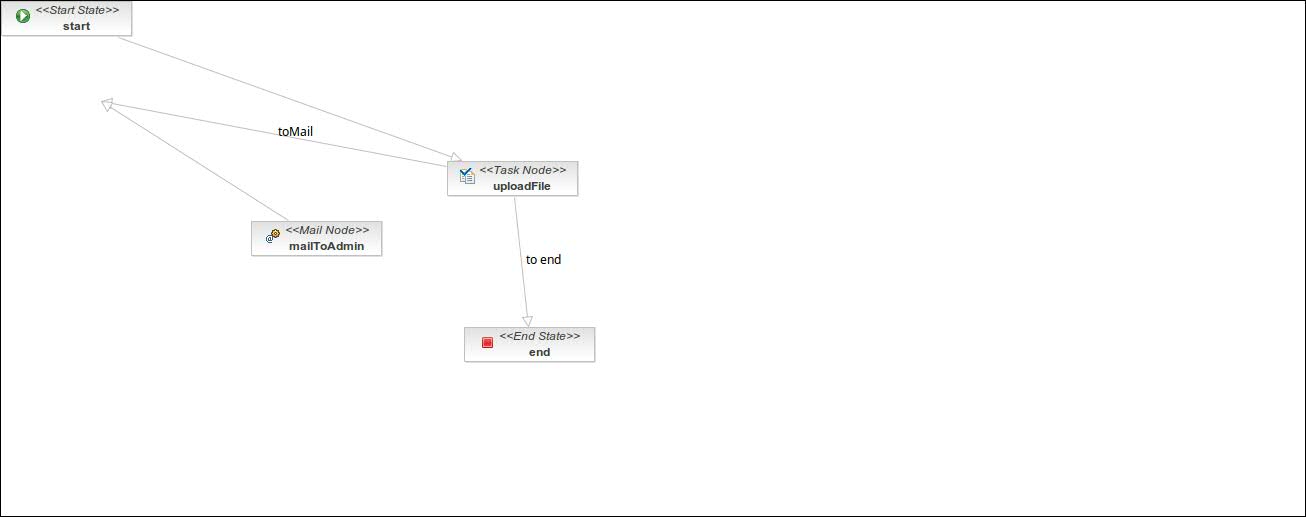 <<Start State>>
start
toMail
<<Task Node>>
uploadFile
<<Mail Node>>
mailToAdmin
to end
<<End State>>
end